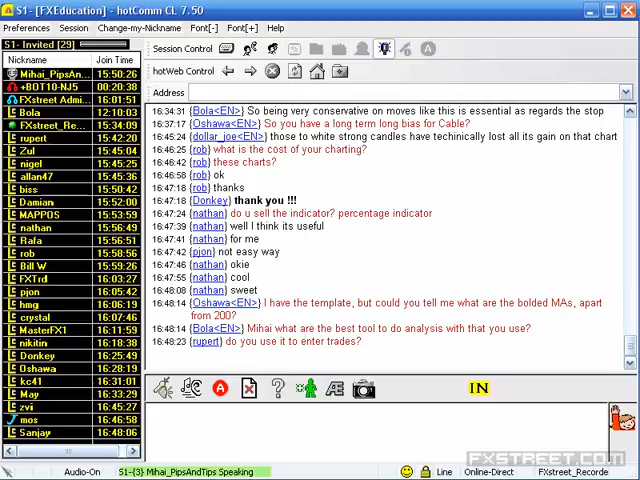 S1- [FXEducation] - hotComm CL 7.50
Preferences Session Change-my-Nickname Font[-] Font[+] Help
S1- Invited [29]
Nickname Join Time
Mihai_PipsAn... 15:50:26
+BOT10-NJ5 00:20:38
FXstreet Admi... 16:01:51
Bola 12:10:03
FXstreet_Re... 15:34:09
rupert 15:42:20
Zul 15:45:04
nigel 15:45:25
allan47 15:45:36
biss 15:50:42
Damian 15:52:02
MAPPOS 15:53:59
nathan 15:56:49
Rafa 15:56:51
rob 15:58:56
Bill W 15:59:26
FXTrd 16:03:27
pjon 16:05:42
hmg 16:06:19
crystal 16:07:46
MasterFX1 16:11:59
nikitin 16:18:38
Donkey 16:25:49
Oshawa 16:28:19
kc41 16:31:01
May 16:33:29
zvi 16:45:27
mos 16:46:58
Sanjay 16:48:06
Session Control
hotWeb Control
Address
16:34:31 {Bola<EN>} So being very conservative on moves like this is essential as regards the stop
16:37:17 {Oshawa<EN>} So you have a long term long bias for Cable?
16:45:24 {dollar_joe<EN>} those to white strong candles have techinically lost all its gain on that chart
16:46:25 {rob} what is the cost of your charting?
16:46:42 {rob} these charts?
16:46:58 {rob} ok
16:47:18 {rob} thanks
16:47:18 {Donkey} thank you !!!
16:47:24 {nathan} do u sell the indicator? percentage indicator
16:47:39 {nathan} well I think its useful
16:47:41 {nathan} for me
16:47:42 {pjon} not easy way
16:47:46 {nathan} okie
16:47:55 {nathan} cool
16:48:08 {nathan} sweet
16:48:14 {Oshawa<EN>} I have the template, but could you tell me what are the bolded MAs, apart
from 200?
16:48:14 {Bola<EN>} Mihai what are the best tool to do analysis with that you use?
16:48:23 {rupert} do you use it to enter trades?
IN
FXSTREET.COM
Audio-On S1-{3} Mihai_PipsAndTips Speaking Line Online-Direct FXstreet_Recorde